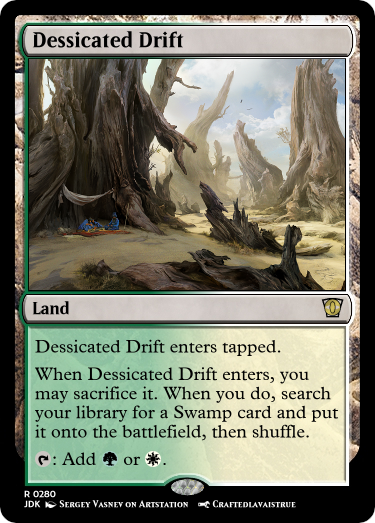 Dessicated Drift
Land
Dessicated Drift enters tapped.
When Dessicated Drift enters, you
may sacrifice it. When you do, search
your library for a Swamp card and put
it onto the battlefield, then shuffle.
: Add or .
R 0280
JDK Sergey Vasnev on Artstation Craftedlavaistrue